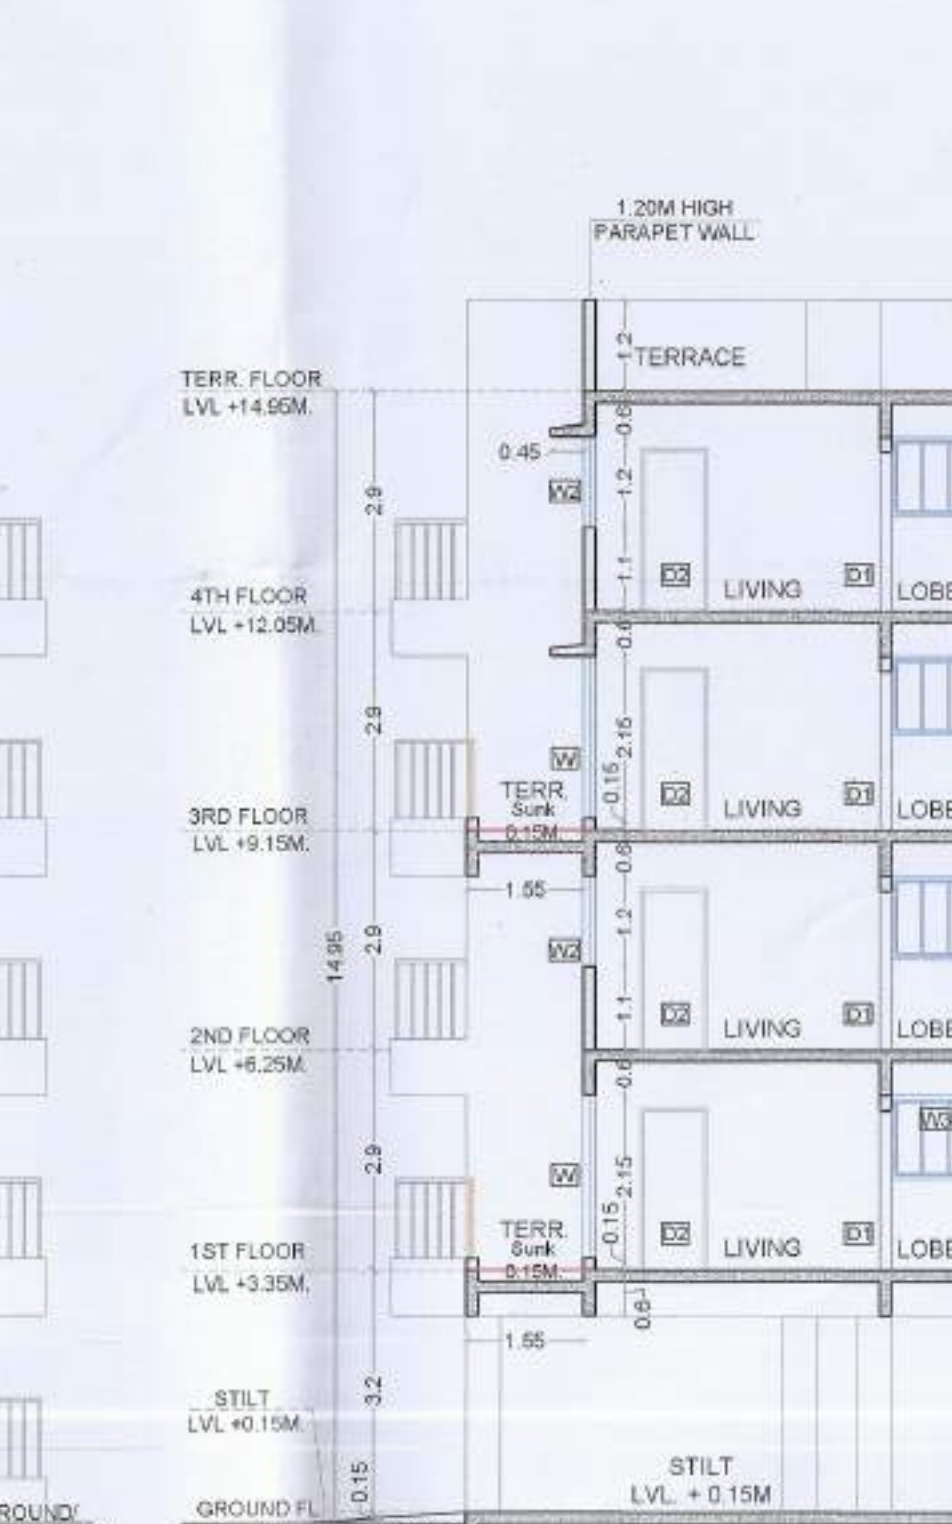 1.20M HIGH
PARAPET WALL
1.2
TERRACE
TERR. FLOOR
LVL +14.95M.
0.6
0.45
W2
1.2
2.9
1.1
D2
LIVING
D1
4TH FLOOR
LVL +12.05M.
0.6
2.9
2.15
W
0.15
TERR.
Sunk
0.15M.
D2
LIVING
D1
3RD FLOOR
LVL +9.15M.
0.6
1.55
1.2
W2
2.9
14.95
1.1
D2
LIVING
D1
2ND FLOOR
LVL +6.25M.
0.6
W3
2.9
2.15
W
0.15
TERR.
Sunk
0.15M.
D2
LIVING
D1
1ST FLOOR
LVL +3.35M.
0.6
1.55
3.2
STILT
LVL +0.15M.
0.15
STILT
LVL. + 0.15M
GROUND FL